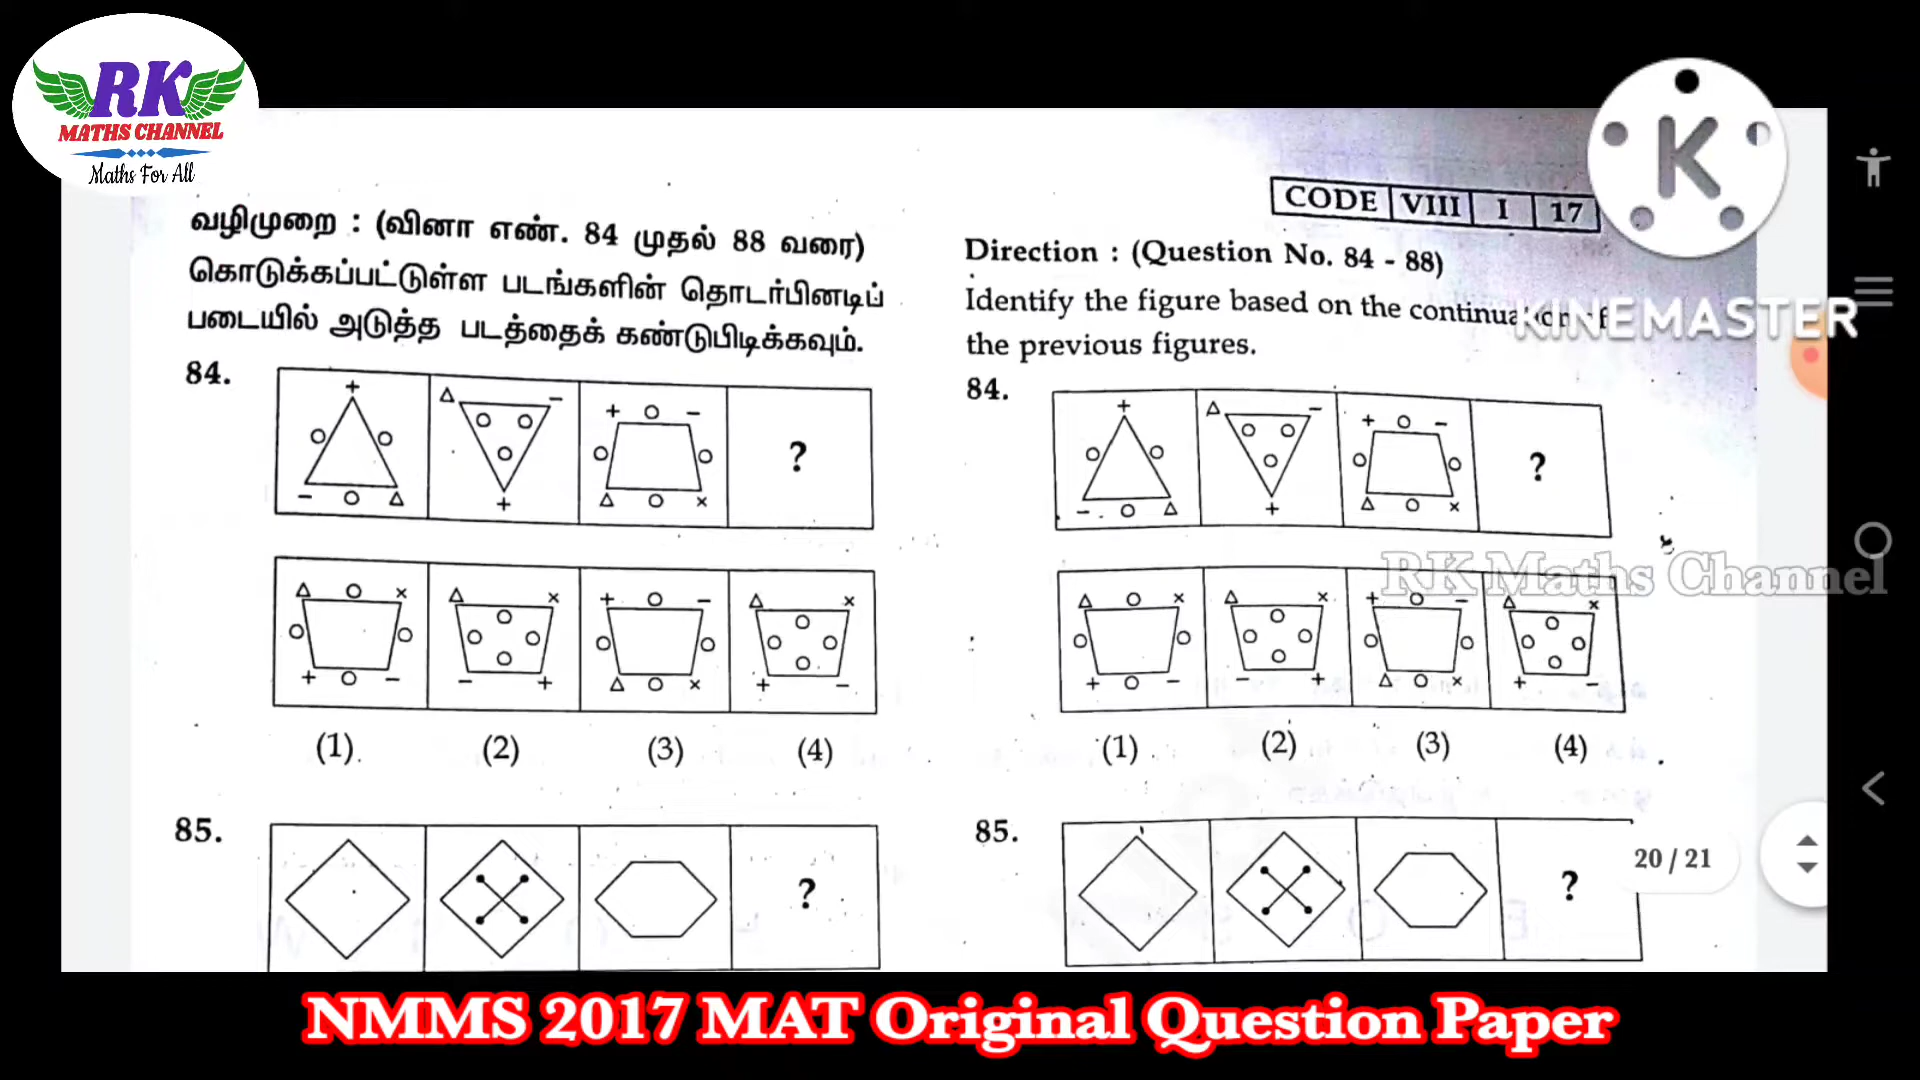 RK
MATHS CHANNEL
Maths For All
K
KINEMASTER
CODE VIII I 17
வழிமுறை : (வினா எண். 84 முதல் 88 வரை)
கொடுக்கப்பட்டுள்ள படங்களின் தொடர்பினடிப்
படையில் அடுத்த படத்தைக் கண்டுபிடிக்கவும்.
84.
?
(1).
(2)
(3)
(4)
85.
?
Direction : (Question No. 84 - 88)
Identify the figure based on the
the previous figures.
84.
?
RK Maths Channel
(1)
(2)
(3)
(4)
85.
?
20 / 21
NMMS 2017 MAT Original Question Paper